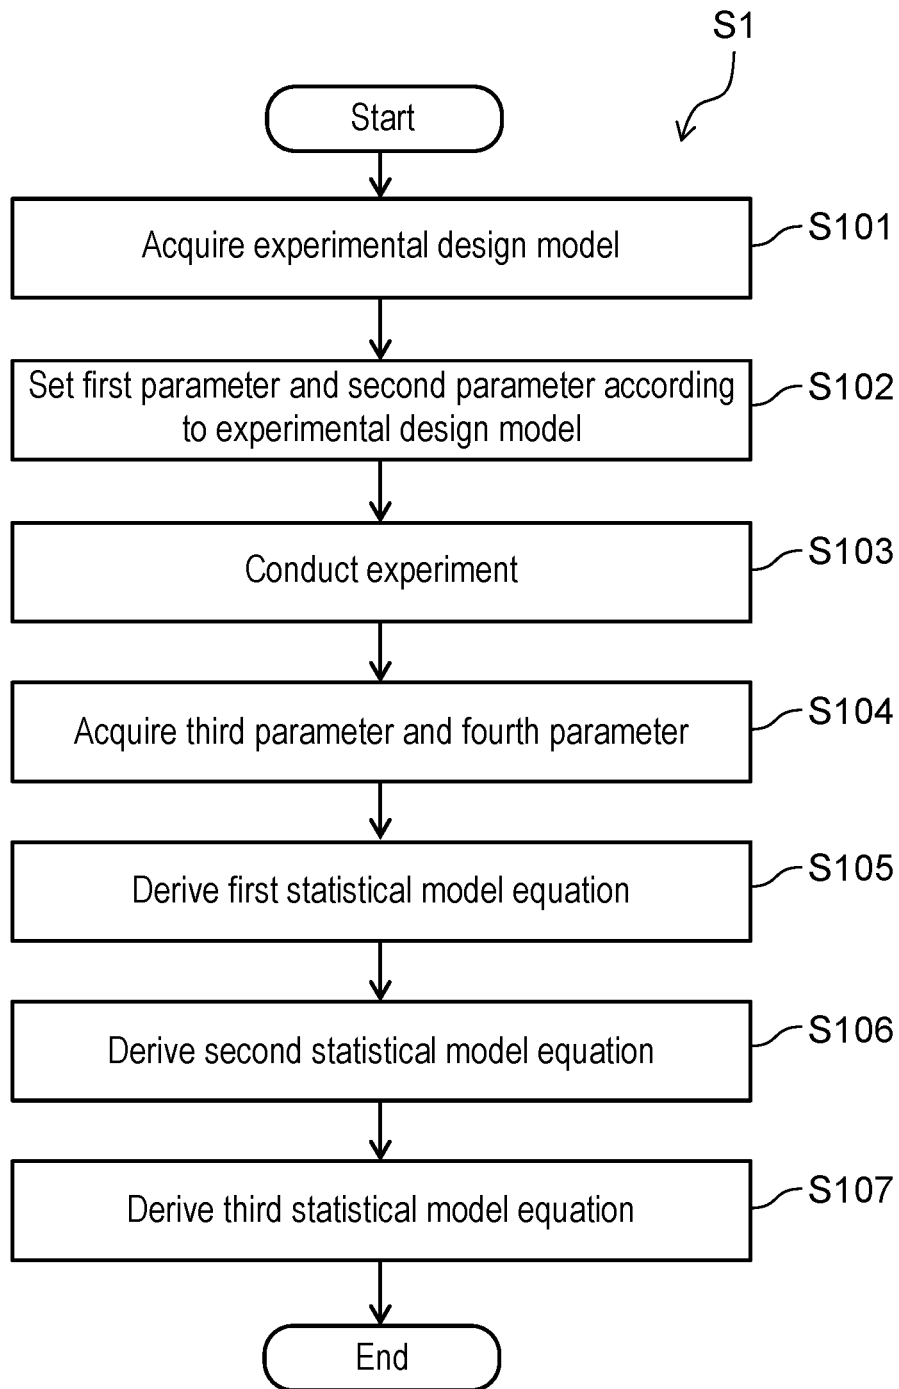 S1
Start
Acquire experimental design model
S101
Set first parameter and second parameter according
to experimental design model
S102
Conduct experiment
S103
Acquire third parameter and fourth parameter
S104
Derive first statistical model equation
S105
Derive second statistical model equation
S106
Derive third statistical model equation
S107
End